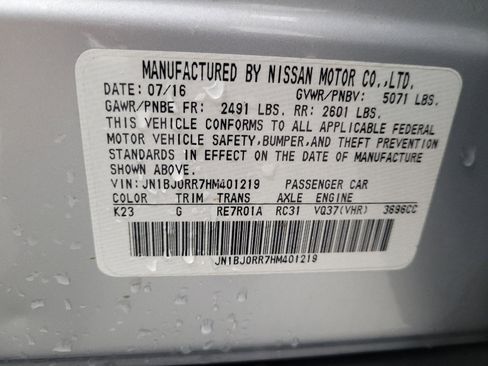 MANUFACTURED BY NISSAN MOTOR CO.,LTD.
DATE: 07/16 GVWR/PNBV: 5071 LBS.
GAWR/PNBE FR: 2491 LBS. RR: 2601 LBS.
THIS VEHICLE CONFORMS TO ALL APPLICABLE FEDERAL
MOTOR VEHICLE SAFETY,BUMPER,AND THEFT PREVENTION
STANDARDS IN EFFECT ON THE DATE OF MANUFACTURE
SHOWN ABOVE.
VIN: JN1BJ0RR7HM401219 PASSENGER CAR
COLOR TRIM TRANS AXLE ENGINE
K23 G RE7R01A RC31 VQ37(VHR) 3696CC
JN1BJ0RR7HM401219